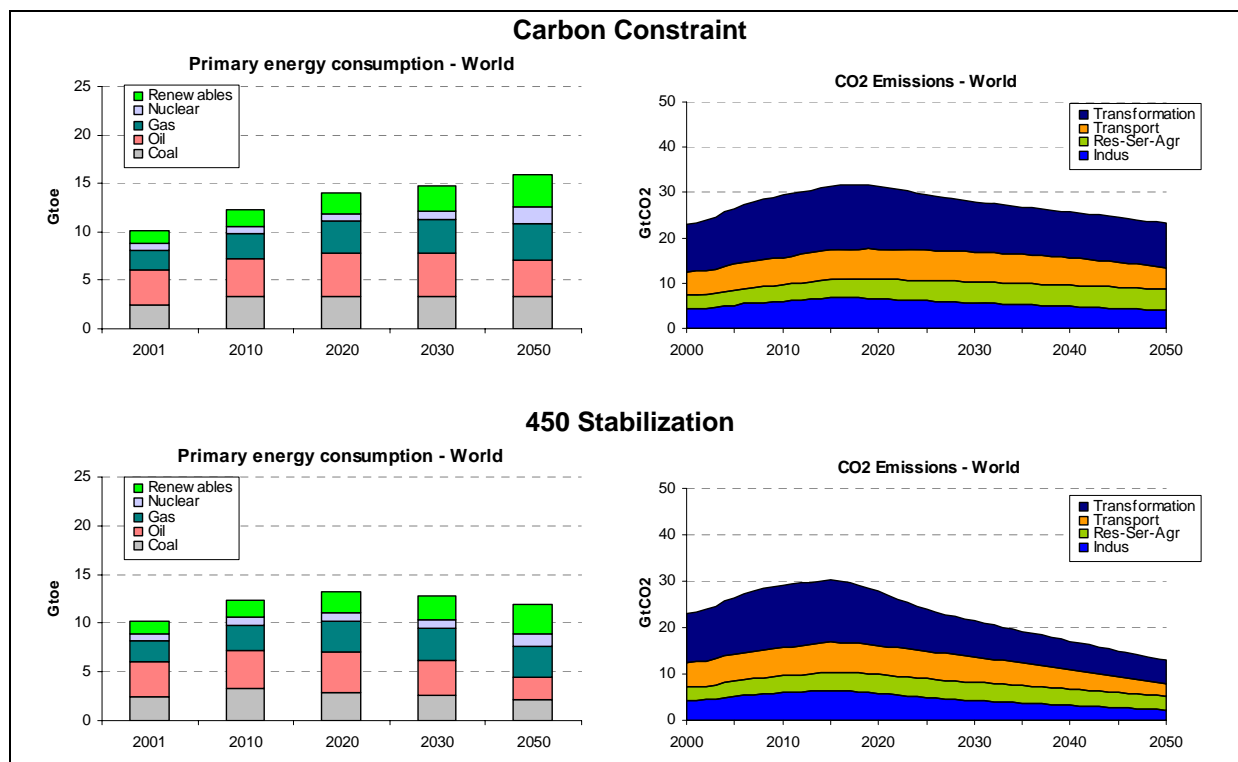 Carbon Constraint
Primary energy consumption - World
25
20
15
10
5
0
Gtoe
Renewables
Nuclear
Gas
Oil
Coal
2001 2010 2020 2030 2050
CO2 Emissions - World
50
40
30
20
10
0
GtCO2
Transformation
Transport
Res-Ser-Agr
Indus
2000 2010 2020 2030 2040 2050
450 Stabilization
Primary energy consumption - World
25
20
15
10
5
0
Gtoe
Renewables
Nuclear
Gas
Oil
Coal
2001 2010 2020 2030 2050
CO2 Emissions - World
50
40
30
20
10
0
GtCO2
Transformation
Transport
Res-Ser-Agr
Indus
2000 2010 2020 2030 2040 2050